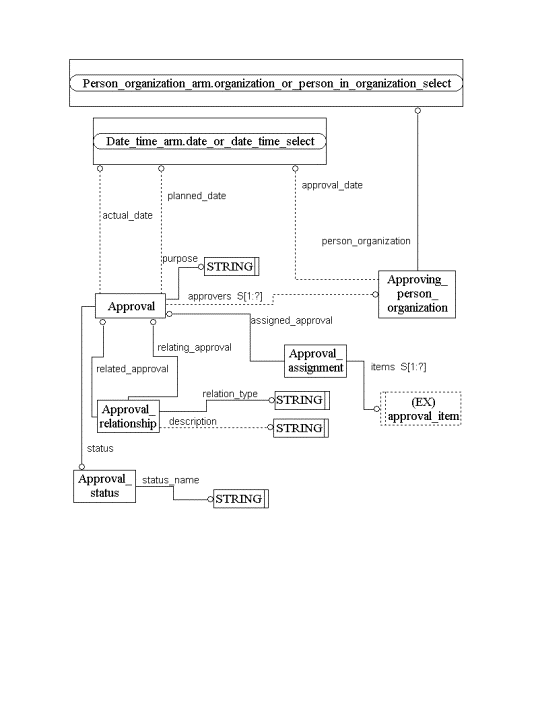 Person_organization_arm.organization_or_person_in_organization_select
Date_time_arm.date_or_date_time_select
approval_date
planned_date
actual_date
person_organization
purpose
STRING
Approving_
person_
organization
approvers S[1:?]
Approval
assigned_approval
relating_approval
Approval_
assignment
related_approval
items S[1:?]
relation_type
STRING
(EX)
approval_item
Approval_
relationship
description
STRING
status
Approval_
status
status_name
STRING